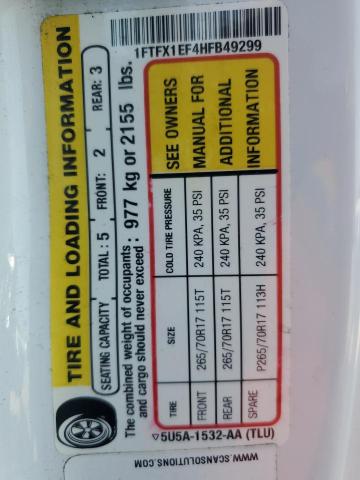 TIRE AND LOADING INFORMATION
SEATING CAPACITY TOTAL: 5 FRONT: 2 REAR: 3
The combined weight of occupants and cargo should never exceed : 977 kg or 2155 lbs.
TIRE SIZE COLD TIRE PRESSURE
FRONT 265/70R17 115T 240 KPA, 35 PSI
REAR 265/70R17 115T 240 KPA, 35 PSI
SPARE P265/70R17 113H 240 KPA, 35 PSI
SEE OWNERS
MANUAL FOR
ADDITIONAL
INFORMATION
1FTFX1EF4HFB49299
5U5A-1532-AA (TLU)
WWW.SCANSOLUTIONS.COM